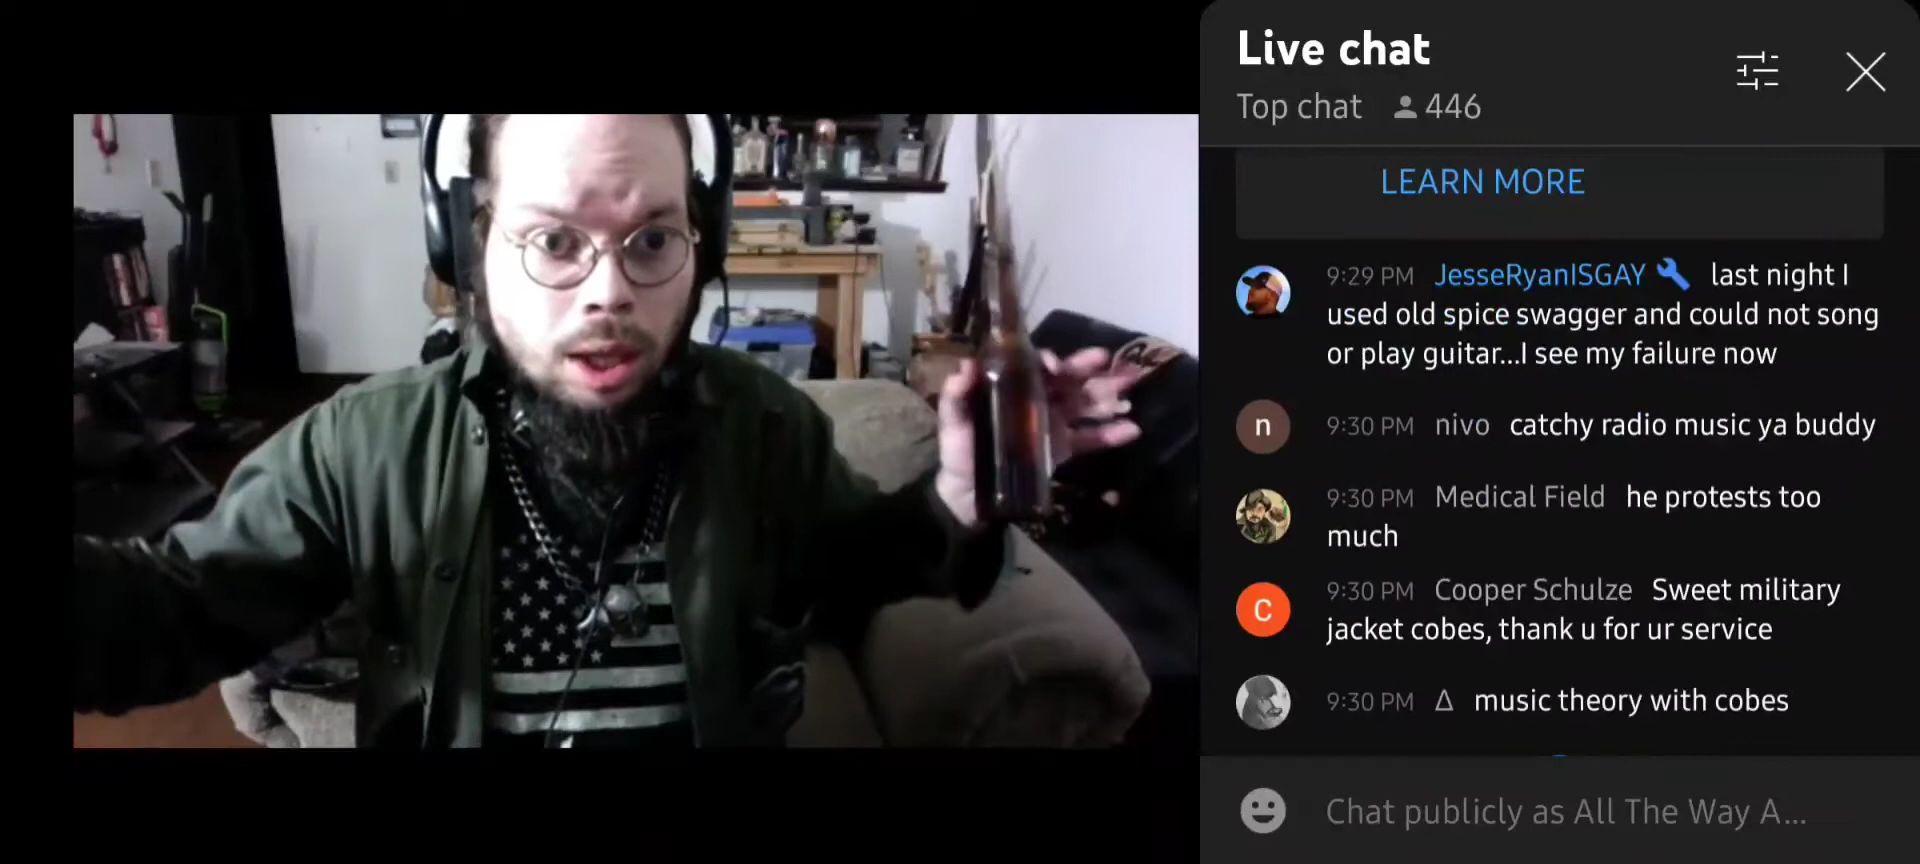 Live chat
Top chat 446
LEARN MORE
9:29 PM JesseRyanISGAY last night I
used old spice swagger and could not song
or play guitar...I see my failure now
n
9:30 PM nivo catchy radio music ya buddy
9:30 PM Medical Field he protests too
much
C
9:30 PM Cooper Schulze Sweet military
jacket cobes, thank u for ur service
9:30 PM Δ music theory with cobes
Chat publicly as All The Way A...